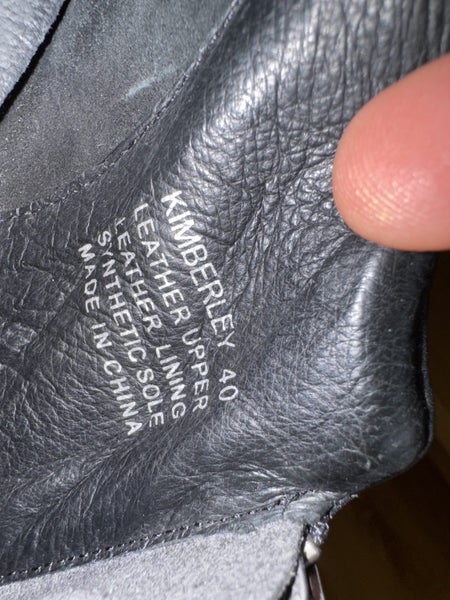 KIMBERLEY 40
LEATHER UPPER
LEATHER LINING
SYNTHETIC SOLE
MADE IN CHINA